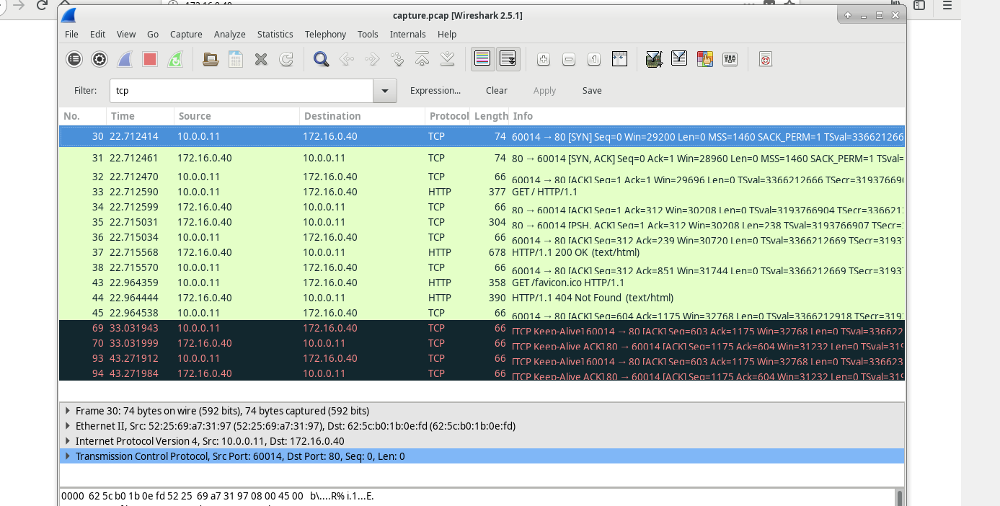 172.16.0.40
capture.pcap [Wireshark 2.5.1]
File Edit View Go Capture Analyze Statistics Telephony Tools Internals Help
Filter: tcp Expression... Clear Apply Save
No. Time Source Destination Protocol Length Info
30 22.712414 10.0.0.11 172.16.0.40 TCP 74 60014 → 80 [SYN] Seq=0 Win=29200 Len=0 MSS=1460 SACK_PERM=1 TSval=336621266
31 22.712461 172.16.0.40 10.0.0.11 TCP 74 80 → 60014 [SYN, ACK] Seq=0 Ack=1 Win=28960 Len=0 MSS=1460 SACK_PERM=1 TSval=
32 22.712470 10.0.0.11 172.16.0.40 TCP 66 60014 → 80 [ACK] Seq=1 Ack=1 Win=29696 Len=0 TSval=3366212666 TSecr=319376690
33 22.712590 10.0.0.11 172.16.0.40 HTTP 377 GET / HTTP/1.1
34 22.712599 172.16.0.40 10.0.0.11 TCP 66 80 → 60014 [ACK] Seq=1 Ack=312 Win=30208 Len=0 TSval=3193766904 TSecr=336621
35 22.715031 172.16.0.40 10.0.0.11 TCP 304 80 → 60014 [PSH, ACK] Seq=1 Ack=312 Win=30208 Len=238 TSval=3193766907 TSecr=
36 22.715034 10.0.0.11 172.16.0.40 TCP 66 60014 → 80 [ACK] Seq=312 Ack=239 Win=30720 Len=0 TSval=3366212669 TSecr=3193
37 22.715568 172.16.0.40 10.0.0.11 HTTP 678 HTTP/1.1 200 OK (text/html)
38 22.715570 10.0.0.11 172.16.0.40 TCP 66 60014 → 80 [ACK] Seq=312 Ack=851 Win=31744 Len=0 TSval=3366212669 TSecr=3193
43 22.964359 10.0.0.11 172.16.0.40 HTTP 358 GET /favicon.ico HTTP/1.1
44 22.964444 172.16.0.40 10.0.0.11 HTTP 390 HTTP/1.1 404 Not Found (text/html)
45 22.964538 10.0.0.11 172.16.0.40 TCP 66 60014 → 80 [ACK] Seq=604 Ack=1175 Win=32768 Len=0 TSval=3366212918 TSecr=319
69 33.031943 10.0.0.11 172.16.0.40 TCP 66 [TCP Keep-Alive] 60014 → 80 [ACK] Seq=603 Ack=1175 Win=32768 Len=0 TSval=336622
70 33.031999 172.16.0.40 10.0.0.11 TCP 66 [TCP Keep-Alive ACK] 80 → 60014 [ACK] Seq=1175 Ack=604 Win=31232 Len=0 TSval=319
93 43.271912 10.0.0.11 172.16.0.40 TCP 66 [TCP Keep-Alive] 60014 → 80 [ACK] Seq=603 Ack=1175 Win=32768 Len=0 TSval=336623
94 43.271984 172.16.0.40 10.0.0.11 TCP 66 [TCP Keep-Alive ACK] 80 → 60014 [ACK] Seq=1175 Ack=604 Win=31232 Len=0 TSval=319
Frame 30: 74 bytes on wire (592 bits), 74 bytes captured (592 bits)
Ethernet II, Src: 52:25:69:a7:31:97 (52:25:69:a7:31:97), Dst: 62:5c:b0:1b:0e:fd (62:5c:b0:1b:0e:fd)
Internet Protocol Version 4, Src: 10.0.0.11, Dst: 172.16.0.40
Transmission Control Protocol, Src Port: 60014, Dst Port: 80, Seq: 0, Len: 0
0000 62 5c b0 1b 0e fd 52 25 69 a7 31 97 08 00 45 00 b\....R% i.1...E.